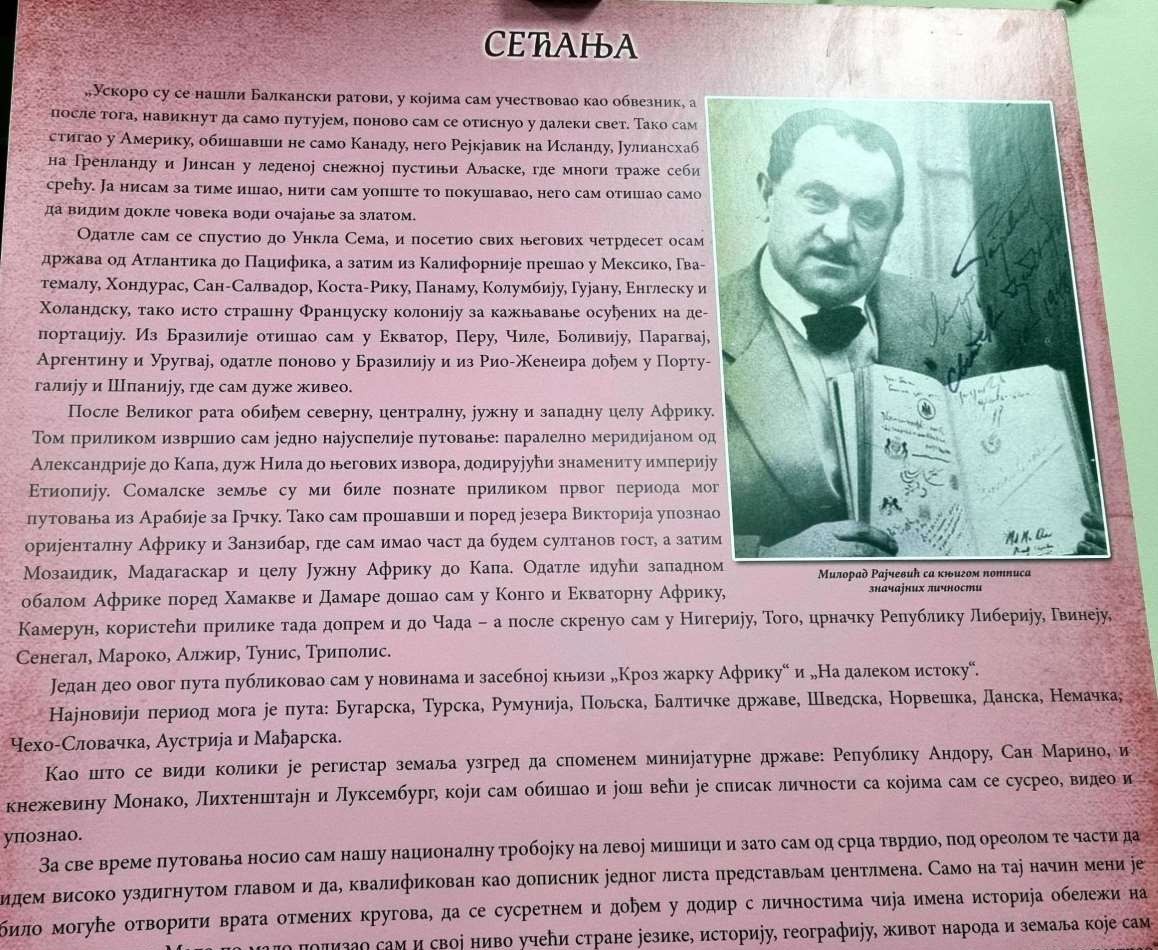 СЕЋАЊА
„Ускоро су се нашли Балкански ратови, у којима сам учествовао као обвезник, а
после тога, навикнут да само путујем, поново сам се отиснуо у далеки свет. Тако сам
стигао у Америку, обишавши не само Канаду, него Рејкјавик на Исланду, Јулиансхаб
на Гренланду и Јинсан у леденој снежној пустињи Аљаске, где многи траже себи
срећу. Ја нисам за тиме ишао, нити сам уопште то покушавао, него сам отишао само
да видим докле човека води очајање за златом.
Одатле сам се спустио до Ункла Сема, и посетио свих његових четрдесет осам
држава од Атлантика до Пацифика, а затим из Калифорније прешао у Мексико, Гва-
темалу, Хондурас, Сан-Салвадор, Коста-Рику, Панаму, Колумбију, Гујану, Енглеску и
Холандску, тако исто страшну Француску колонију за кажњавање осуђених на де-
портацију. Из Бразилије отишао сам у Екватор, Перу, Чиле, Боливију, Парагвај,
Аргентину и Уругвај, одатле поново у Бразилију и из Рио-Женеира дођем у Порту-
галију и Шпанију, где сам дуже живео.
После Великог рата обиђем северну, централну, јужну и западну целу Африку.
Том приликом извршио сам једно најуспелије путовање: паралелно меридијаном од
Александрије до Капа, дуж Нила до његових извора, додирујући знамениту империју
Етиопију. Сомалске земље су ми биле познате приликом првог периода мог
путовања из Арабије за Грчку. Тако сам прошавши и поред језера Викторија упознао
оријенталну Африку и Занзибар, где сам имао част да будем султанов гост, а затим
Мозаидик, Мадагаскар и целу Јужну Африку до Капа. Одатле идући западном
обалом Африке поред Хамакве и Дамаре дошао сам у Конго и Екваторну Африку,
Камерун, користећи прилике тада допрем и до Чада – а после скренуо сам у Нигерију, Того, црначку Републику Либерију, Гвинеју,
Сенегал, Мароко, Алжир, Тунис, Триполис.
Један део овог пута публиковао сам у новинама и засебној књизи „Кроз жарку Африку“ и „На далеком истоку“.
Најновији период мога је пута: Бугарска, Турска, Румунија, Пољска, Балтичке државе, Шведска, Норвешка, Данска, Немачка,
Чехо-Словачка, Аустрија и Мађарска.
Као што се види колики је регистар земаља узгред да споменем минијатурне државе: Републику Андору, Сан Марино, и
кнежевину Монако, Лихтенштајн и Луксембург, који сам обишао и још већи је списак личности са којима сам се сусрео, видео и
упознао.
За све време путовања носио сам нашу националну тробојку на левој мишици и зато сам од срца тврдио, под ореолом те части да
идем високо уздигнутом главом и да, квалификован као дописник једног листа представљам џентлмена. Само на тај начин мени је
било могуће отворити врата отмених кругова, да се сусретнем и дођем у додир с личностима чија имена историја обележи на
по мало подизао сам и свој ниво учећи стране језике, историју, географију, живот народа и земаља које сам
Милорад Рајчевић са књигом потписа
значајних личности